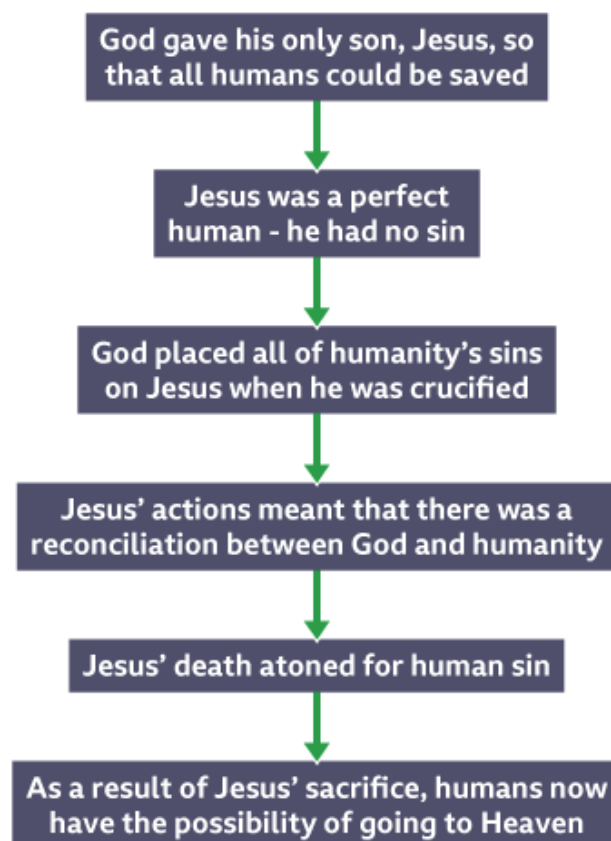 God gave his only son, Jesus, so
that all humans could be saved
Jesus was a perfect
human - he had no sin
God placed all of humanity’s sins
on Jesus when he was crucified
Jesus’ actions meant that there was a
reconciliation between God and humanity
Jesus’ death atoned for human sin
As a result of Jesus’ sacrifice, humans now
have the possibility of going to Heaven